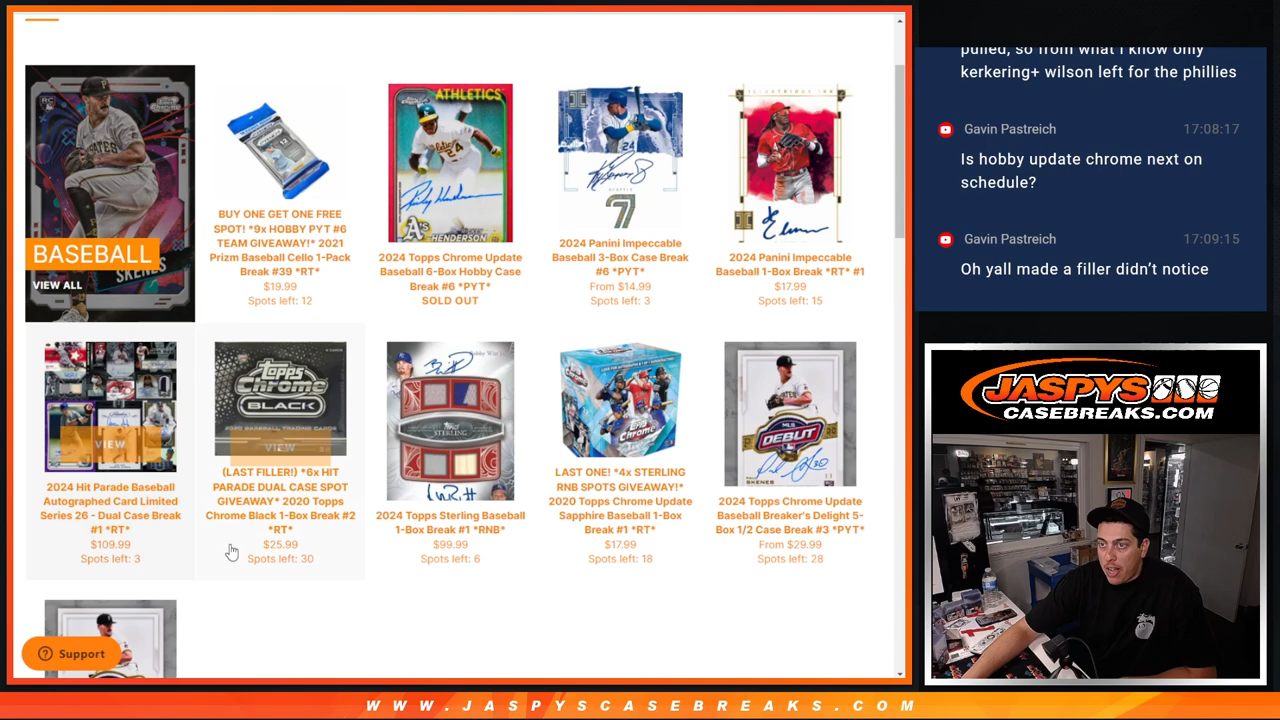 BASEBALL
VIEW ALL
BUY ONE GET ONE FREE
SPOT! *9x HOBBY PYT #6
TEAM GIVEAWAY!* 2021
Prizm Baseball Cello 1-Pack
Break #39 *RT*
$19.99
Spots left: 12
ATHLETICS
HENDERSON
2024 Topps Chrome Update
Baseball 6-Box Hobby Case
Break #6 *PYT*
SOLD OUT
2024 Panini Impeccable
Baseball 3-Box Case Break
#6 *PYT*
From $14.99
Spots left: 3
2024 Panini Impeccable
Baseball 1-Box Break *RT* #1
$17.99
Spots left: 15
VIEW
2024 Hit Parade Baseball
Autographed Card Limited
Series 26 - Dual Case Break
#1 *RT*
$109.99
Spots left: 3
topps
Chrome
BLACK
VIEW
(LAST FILLER!) *6x HIT
PARADE DUAL CASE SPOT
GIVEAWAY* 2020 Topps
Chrome Black 1-Box Break #2
*RT*
$25.99
Spots left: 30
STERLING
2024 Topps Sterling Baseball
1-Box Break #1 *RNB*
$99.99
Spots left: 6
LAST ONE! *4x STERLING
RNB SPOTS GIVEAWAY!*
2020 Topps Chrome Update
Sapphire Baseball 1-Box
Break #1 *RT*
$17.99
Spots left: 18
DEBUT
2024 Topps Chrome Update
Baseball Breaker's Delight 5-
Box 1/2 Case Break #3 *PYT*
From $29.99
Spots left: 28
Support
pulled, so from what I know only
kerkering+ wilson left for the phillies
Gavin Pastreich 17:08:17
Is hobby update chrome next on
schedule?
Gavin Pastreich 17:09:15
Oh yall made a filler didn't notice
JASPYS
CASEBREAKS.COM
WWW.JASPYSCASEBREAKS.COM